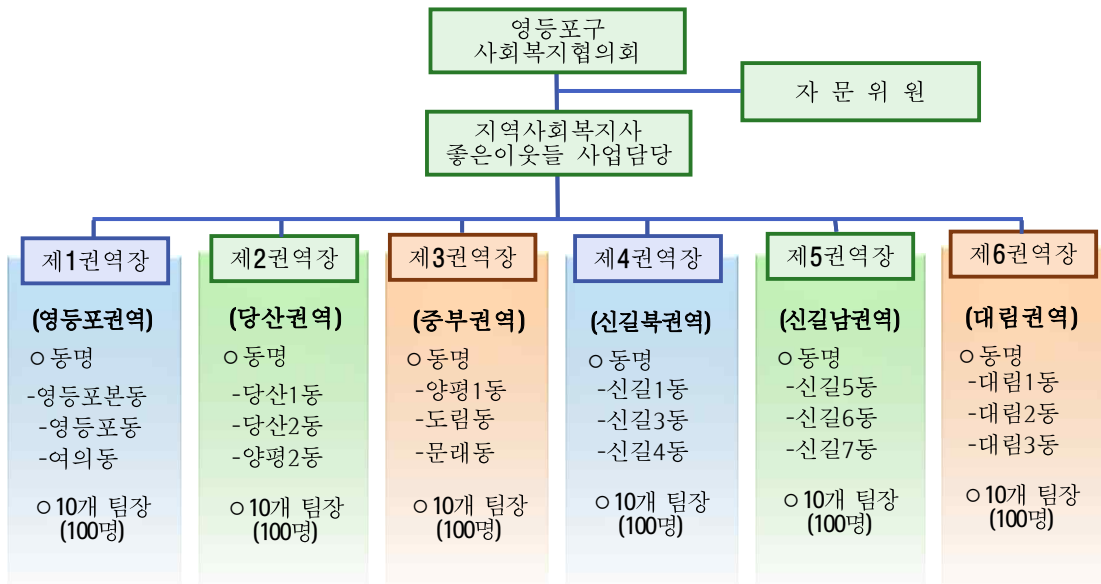 영등포구
사회복지협의회
자 문 위 원
지역사회복지사
좋은이웃들 사업담당
제1권역장
(영등포권역)
○ 동명
-영등포본동
-영등포동
-여의동
○ 10개 팀장
(100명)
제2권역장
(당산권역)
○ 동명
-당산1동
-당산2동
-양평2동
○ 10개 팀장
(100명)
제3권역장
(중부권역)
○ 동명
-양평1동
-도림동
-문래동
○ 10개 팀장
(100명)
제4권역장
(신길북권역)
○ 동명
-신길1동
-신길3동
-신길4동
○ 10개 팀장
(100명)
제5권역장
(신길남권역)
○ 동명
-신길5동
-신길6동
-신길7동
○ 10개 팀장
(100명)
제6권역장
(대림권역)
○ 동명
-대림1동
-대림2동
-대림3동
○ 10개 팀장
(100명)